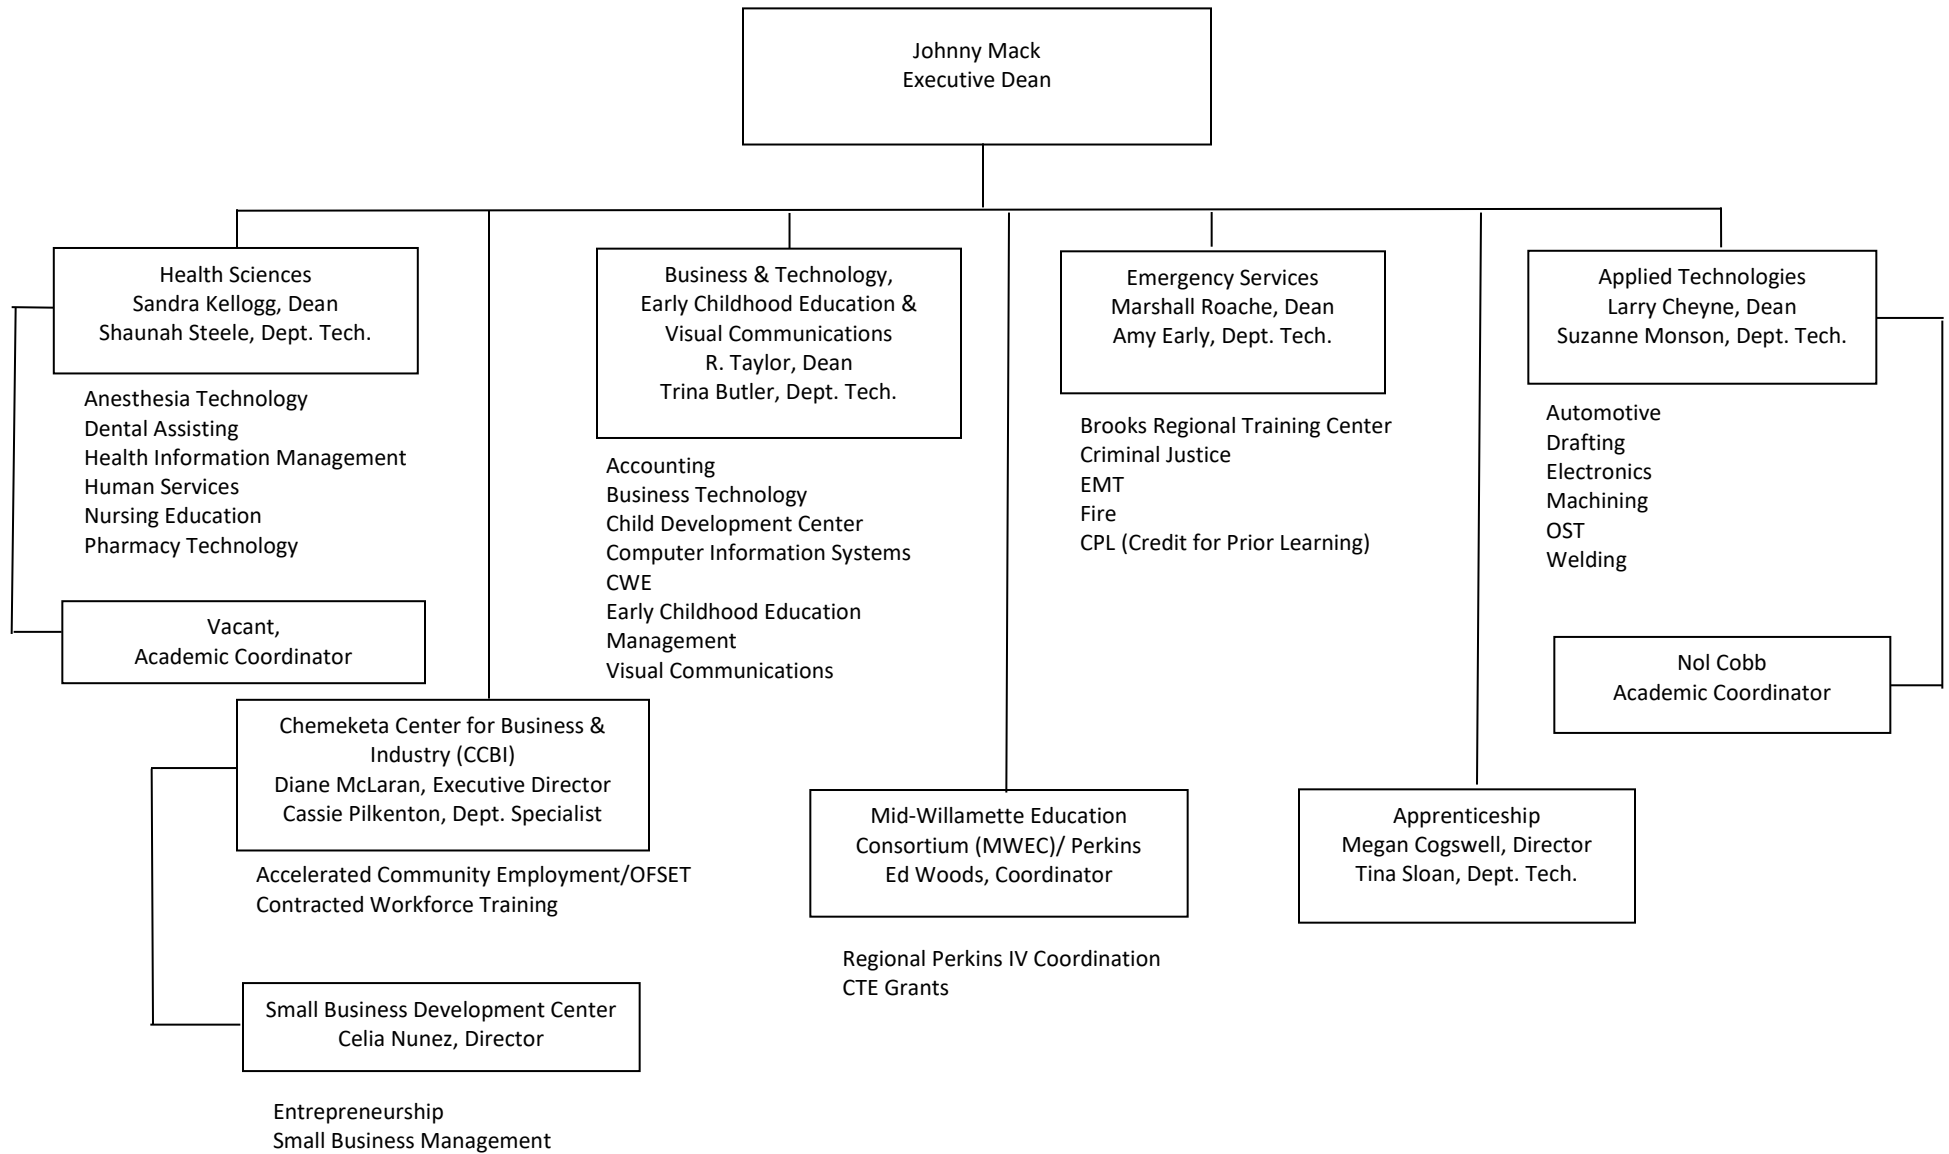 Johnny Mack
Executive Dean
Health Sciences
Sandra Kellogg, Dean
Shaunah Steele, Dept. Tech.
Anesthesia Technology
Dental Assisting
Health Information Management
Human Services
Nursing Education
Pharmacy Technology
Vacant,
Academic Coordinator
Chemeketa Center for Business &
Industry (CCBI)
Diane McLaran, Executive Director
Cassie Pilkenton, Dept. Specialist
Accelerated Community Employment/OFSET
Contracted Workforce Training
Small Business Development Center
Celia Nunez, Director
Entrepreneurship
Small Business Management
Business & Technology,
Early Childhood Education &
Visual Communications
R. Taylor, Dean
Trina Butler, Dept. Tech.
Accounting
Business Technology
Child Development Center
Computer Information Systems
CWE
Early Childhood Education
Management
Visual Communications
Mid-Willamette Education
Consortium (MWEC)/ Perkins
Ed Woods, Coordinator
Regional Perkins IV Coordination
CTE Grants
Emergency Services
Marshall Roache, Dean
Amy Early, Dept. Tech.
Brooks Regional Training Center
Criminal Justice
EMT
Fire
CPL (Credit for Prior Learning)
Apprenticeship
Megan Cogswell, Director
Tina Sloan, Dept. Tech.
Applied Technologies
Larry Cheyne, Dean
Suzanne Monson, Dept. Tech.
Automotive
Drafting
Electronics
Machining
OST
Welding
Nol Cobb
Academic Coordinator